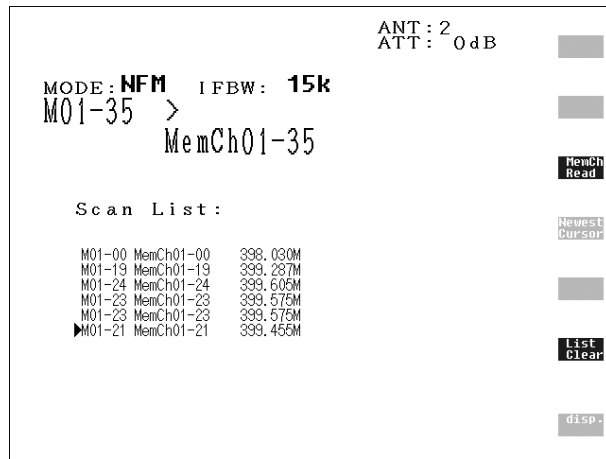 ANT:2
ATT: 0dB
MODE:NFM IFBW: 15k
M01-35 >
MemCh01-35
MemCh
Read
Scan List:
Newest
Cursor
M01-00 MemCh01-00 398.030M
M01-19 MemCh01-19 399.287M
M01-24 MemCh01-24 399.605M
M01-23 MemCh01-23 399.575M
M01-23 MemCh01-23 399.575M
M01-21 MemCh01-21 399.455M
List
Clear
disp.